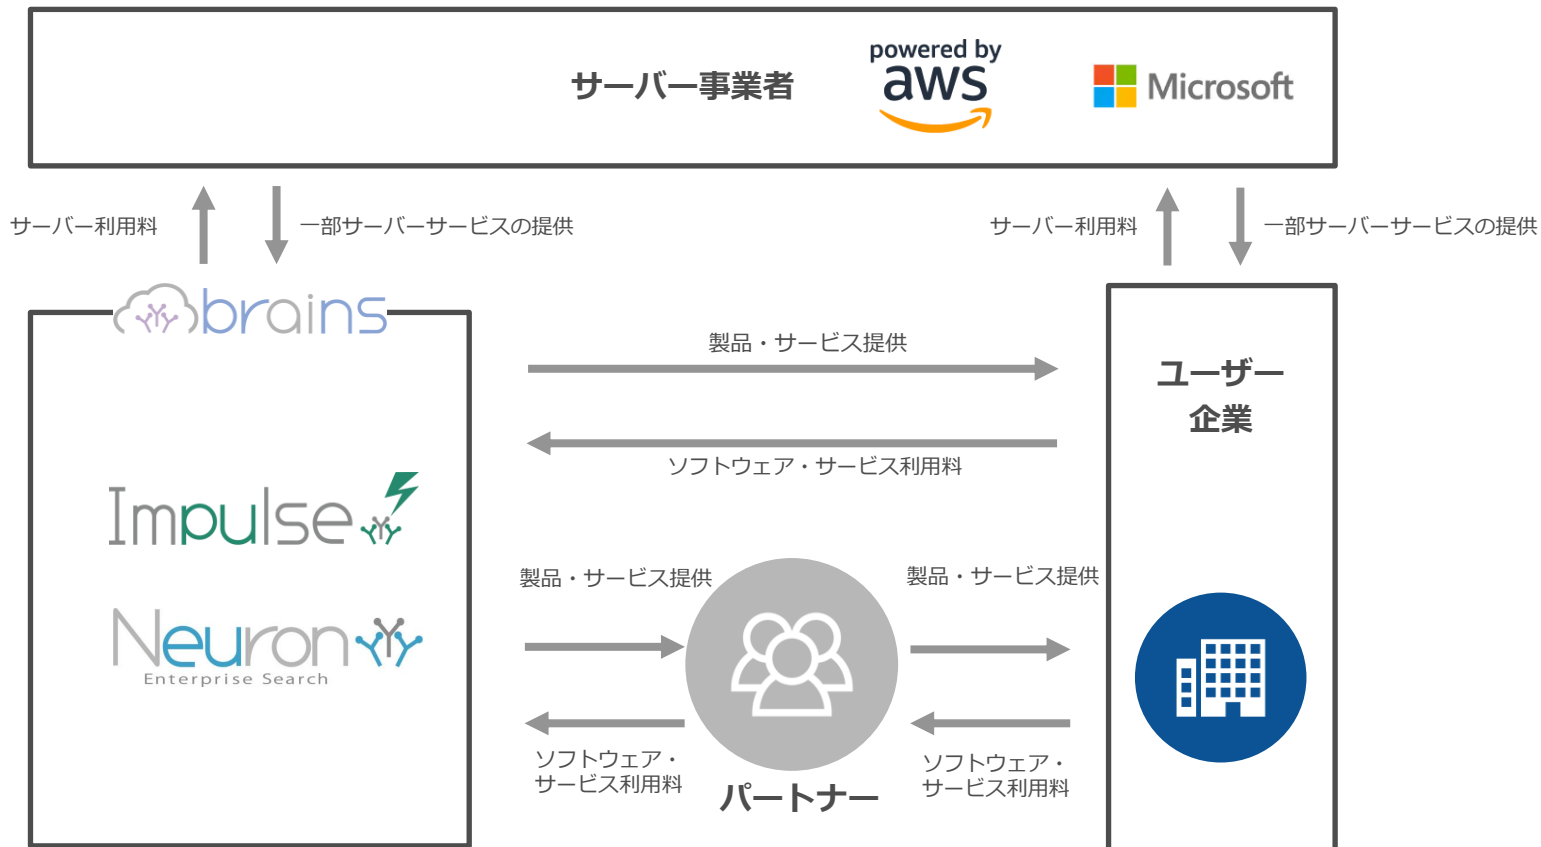 サーバー事業者
powered by
aws
Microsoft
サーバー利用料
一部サーバーサービスの提供
サーバー利用料
一部サーバーサービスの提供
brains
製品・サービス提供
ユーザー
企業
ソフトウェア・サービス利用料
Impulse
製品・サービス提供
製品・サービス提供
Neuron
Enterprise Search
ソフトウェア・
サービス利用料
ソフトウェア・
サービス利用料
パートナー